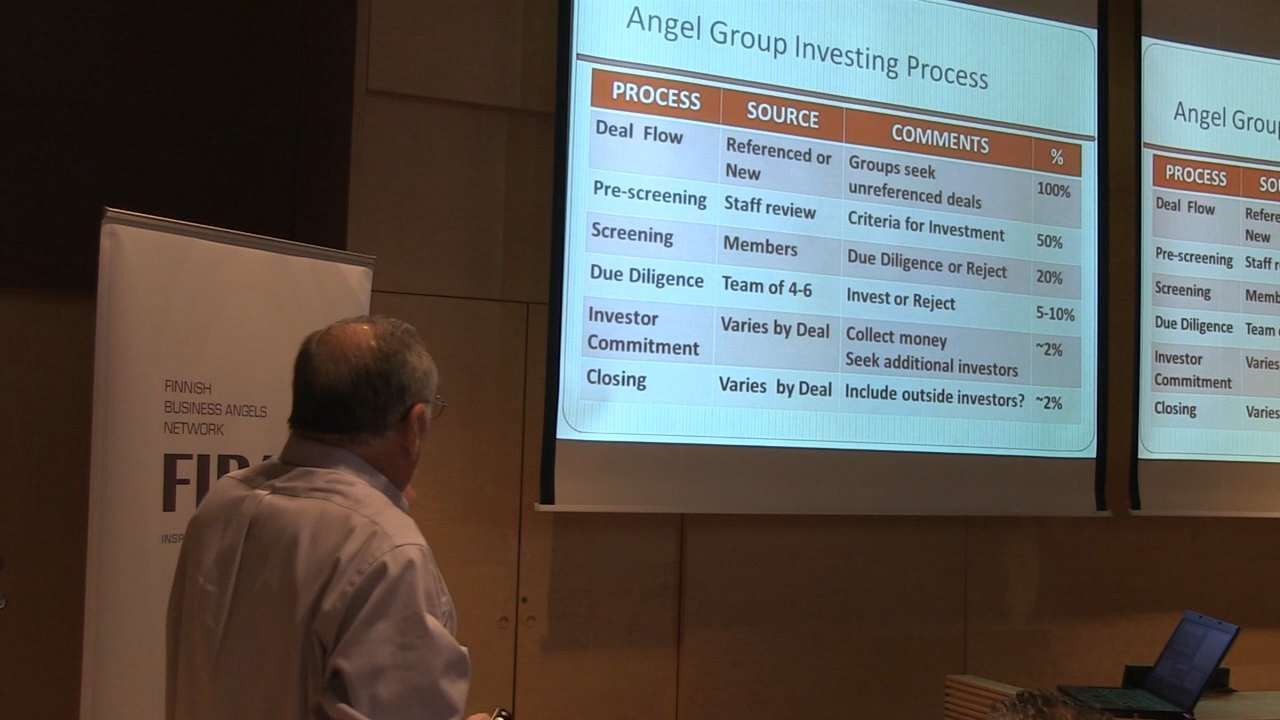 Angel Group Investing Process
PROCESS SOURCE COMMENTS %
Deal Flow Referenced or New Groups seek unreferenced deals 100%
Pre-screening Staff review Criteria for Investment 50%
Screening Members Due Diligence or Reject 20%
Due Diligence Team of 4-6 Invest or Reject 5-10%
Investor Commitment Varies by Deal Collect money Seek additional investors ~2%
Closing Varies by Deal Include outside investors? ~2%
Angel Group
PROCESS
Deal Flow
New
Pre-screening Staff
Screening
Due Diligence Team
Investor Commitment Varies
Closing Varies
FINNISH
BUSINESS ANGELS
NETWORK